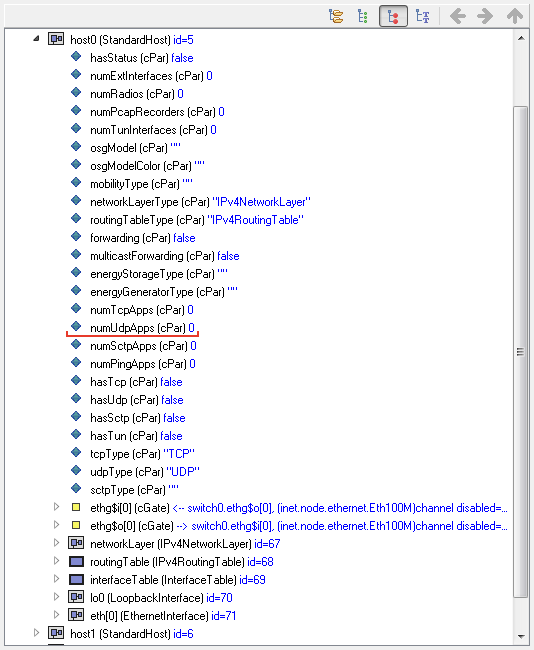 host0 (StandardHost) id=5
hasStatus (cPar) false
numExtInterfaces (cPar) 0
numRadios (cPar) 0
numPcapRecorders (cPar) 0
numTunInterfaces (cPar) 0
osgModel (cPar) ""
osgModelColor (cPar) ""
mobilityType (cPar) ""
networkLayerType (cPar) "IPv4NetworkLayer"
routingTableType (cPar) "IPv4RoutingTable"
forwarding (cPar) false
multicastForwarding (cPar) false
energyStorageType (cPar) ""
energyGeneratorType (cPar) ""
numTcpApps (cPar) 0
numUdpApps (cPar) 0
numSctpApps (cPar) 0
numPingApps (cPar) 0
hasTcp (cPar) false
hasUdp (cPar) false
hasSctp (cPar) false
hasTun (cPar) false
tcpType (cPar) "TCP"
udpType (cPar) "UDP"
sctpType (cPar) ""
ethg$i[0] (cGate) <-- switch0.ethg$o[0], (inet.node.ethernet.Eth100M)channel disabled=...
ethg$o[0] (cGate) --> switch0.ethg$i[0], (inet.node.ethernet.Eth100M)channel disabled=...
networkLayer (IPv4NetworkLayer) id=67
routingTable (IPv4RoutingTable) id=68
interfaceTable (InterfaceTable) id=69
lo0 (LoopbackInterface) id=70
eth[0] (EthernetInterface) id=71
host1 (StandardHost) id=6